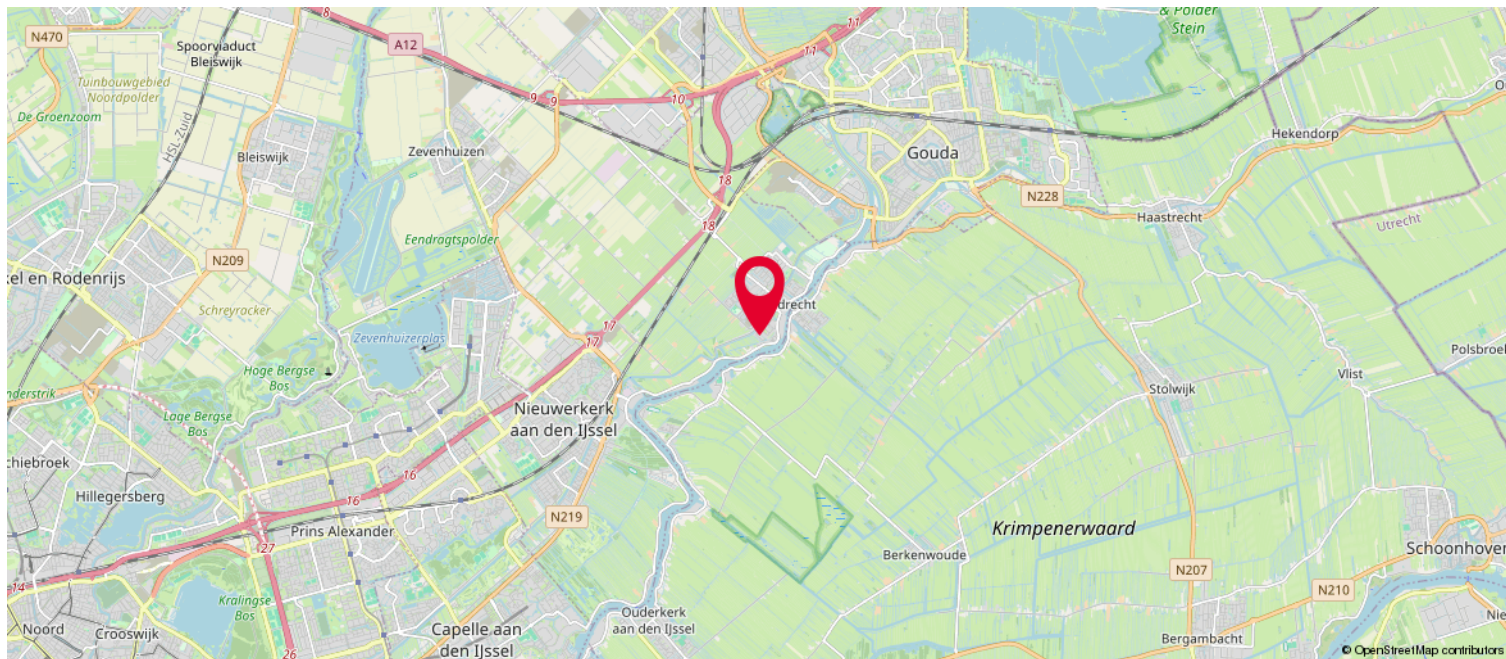 8
11
& Polder
Stein
N470
Spoorviaduct
Bleiswijk
A12
11
Tuinbouwgebied
Noordpolder
De Groenzoom
9
9
10
HSL-Zuid
Bleiswijk
Zevenhuizen
Gouda
Hekendorp
18
N228
Haastrecht
18
Utrecht
Eendragtspolder
N209
kel en Rodenrijs
Schreyracker
drecht
17
17
Zevenhuizerplas
Hoge Bergse
Bos
Polsbroek
Vlist
nderstrik
Stolwijk
Lage Bergse
Bos
Nieuwerkerk
aan den IJssel
chiebroek
16
Hillegersberg
16
N219
Prins Alexander
Krimpenerwaard
27
Berkenwoude
Schoonhoven
14
N207
N210
Kralingse
Bos
Ouderkerk
aan den IJssel
Nie
Noord
Crooswijk
Capelle aan
den IJssel
Bergambacht
26
© OpenStreetMap contributors